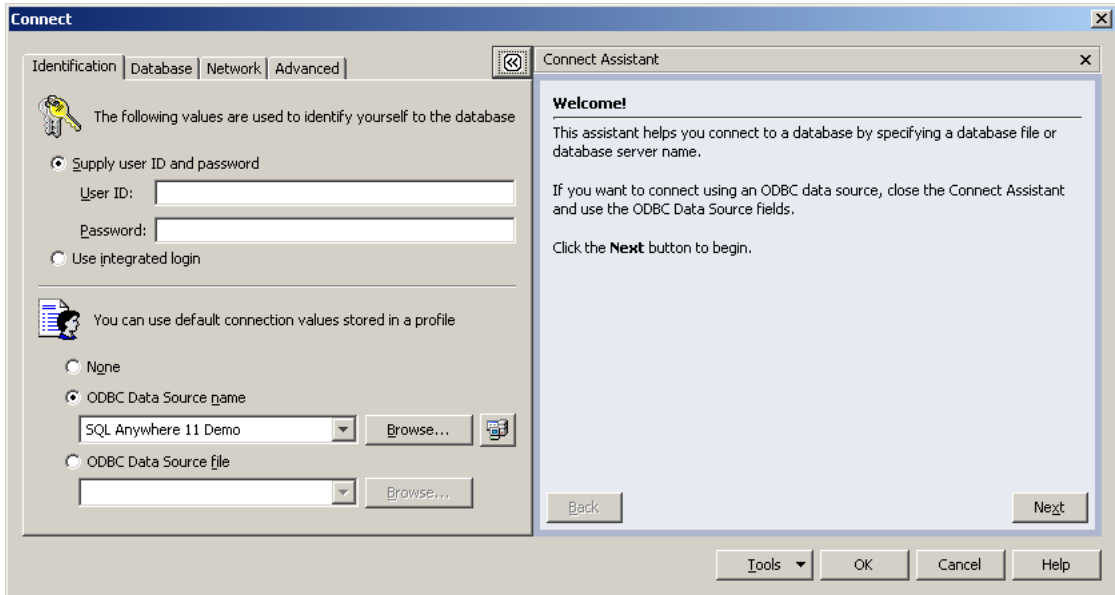 Connect
Identification
Database
Network
Advanced
The following values are used to identify yourself to the database
Supply user ID and password
User ID:
Password:
Use integrated login
You can use default connection values stored in a profile
None
ODBC Data Source name
SQL Anywhere 11 Demo
Browse...
ODBC Data Source file
Browse...
Connect Assistant
Welcome!
This assistant helps you connect to a database by specifying a database file or
database server name.
If you want to connect using an ODBC data source, close the Connect Assistant
and use the ODBC Data Source fields.
Click the Next button to begin.
Back
Next
Tools
OK
Cancel
Help